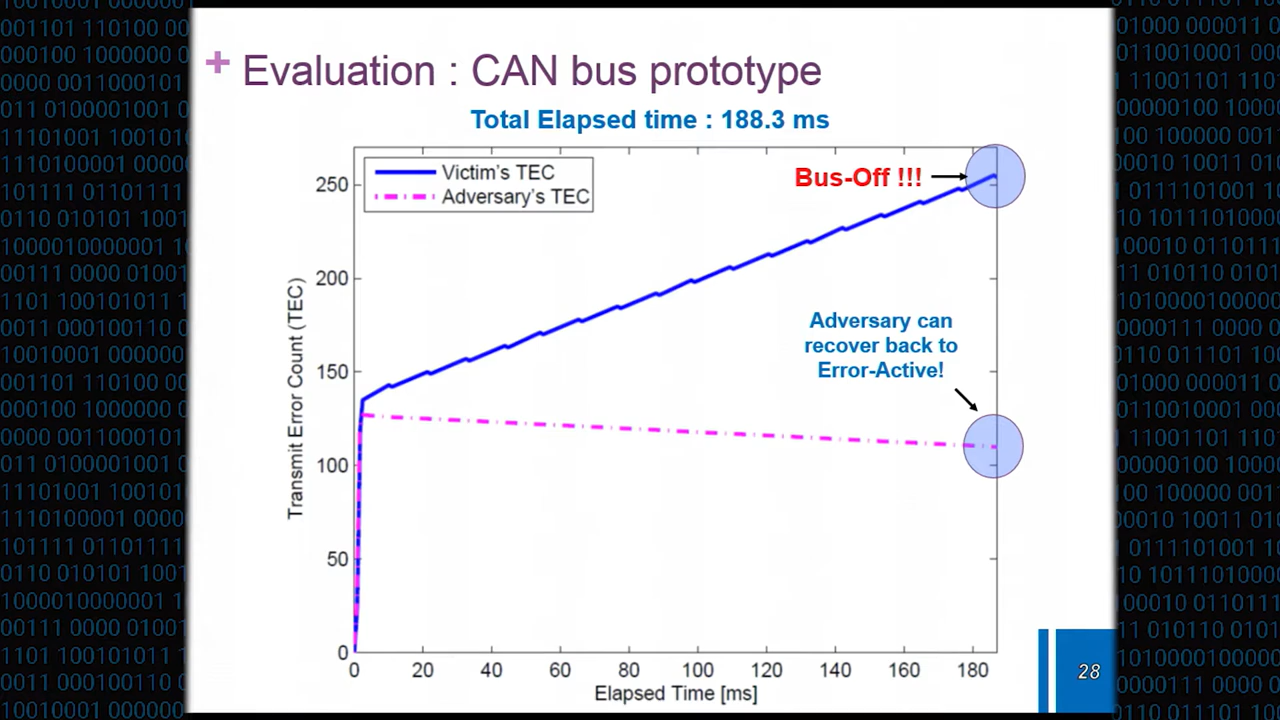 + Evaluation : CAN bus prototype
Total Elapsed time : 188.3 ms
Victim's TEC
Adversary's TEC
Bus-Off !!!
Adversary can
recover back to
Error-Active!
Transmit Error Count (TEC)
250
200
150
100
50
0
0 20 40 60 80 100 120 140 160 180
Elapsed Time [ms]
28